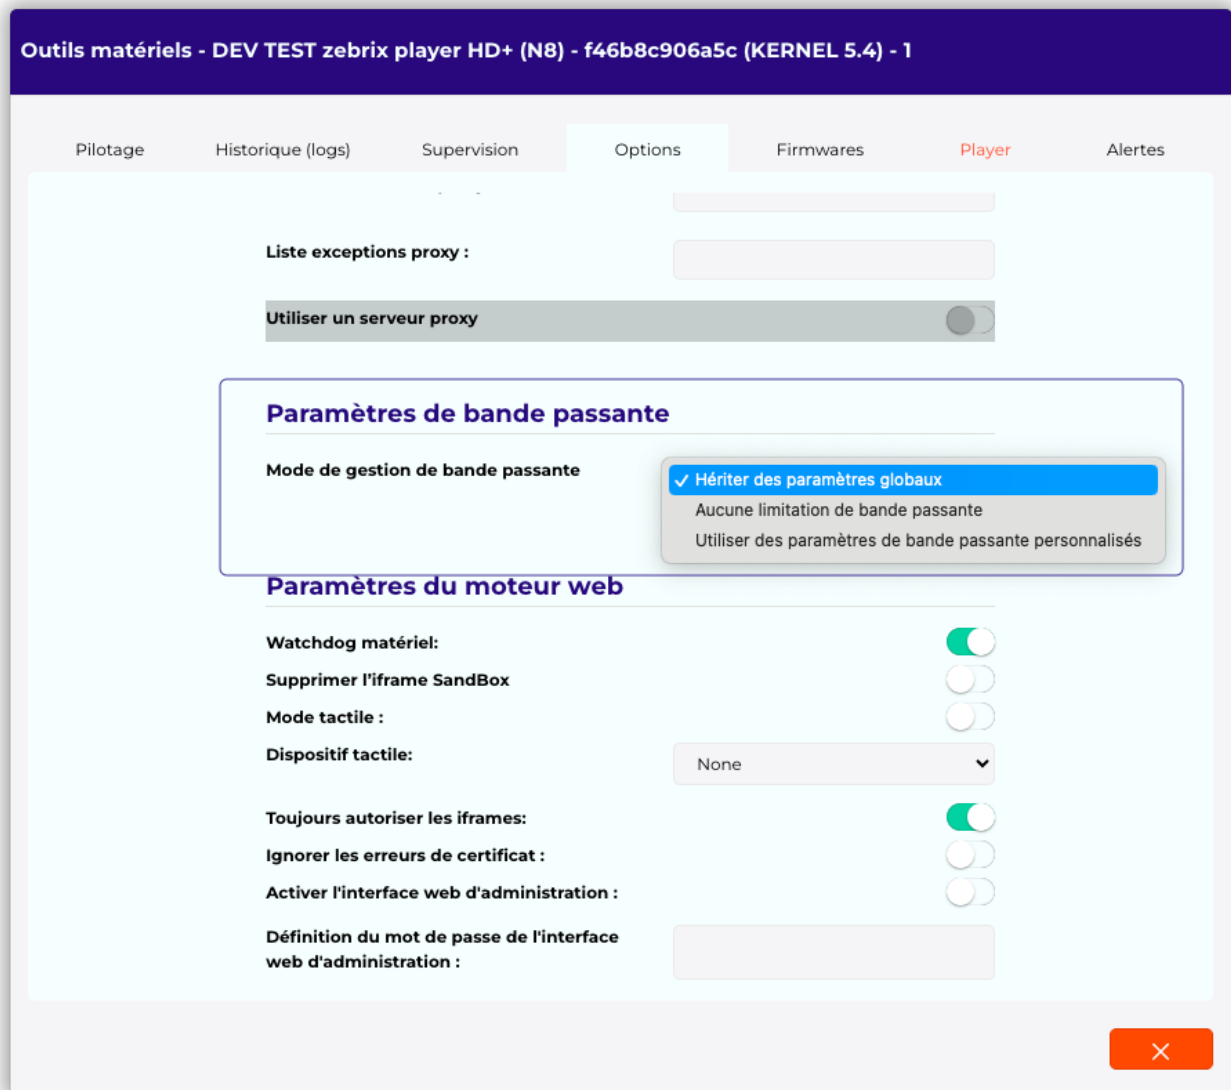 Outils matériels - DEV TEST zebrix player HD+ (N8) - f46b8c906a5c (KERNEL 5.4) - 1
Pilotage
Historique (logs)
Supervision
Options
Firmwares
Player
Alertes
Liste exceptions proxy :
Utiliser un serveur proxy
Paramètres de bande passante
Mode de gestion de bande passante
✓ Hériter des paramètres globaux
Aucune limitation de bande passante
Utiliser des paramètres de bande passante personnalisés
Paramètres du moteur web
Watchdog matériel:
Supprimer l'iframe SandBox
Mode tactile :
Dispositif tactile:
None
Toujours autoriser les iframes:
Ignorer les erreurs de certificat :
Activer l'interface web d'administration :
Définition du mot de passe de l'interface
web d'administration :